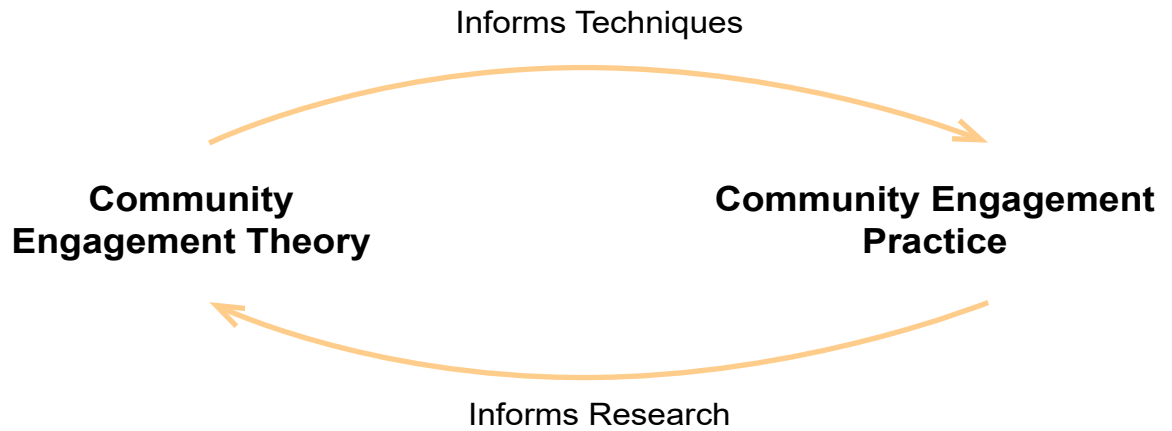 Informs Techniques
Community
Engagement Theory
Community Engagement
Practice
Informs Research